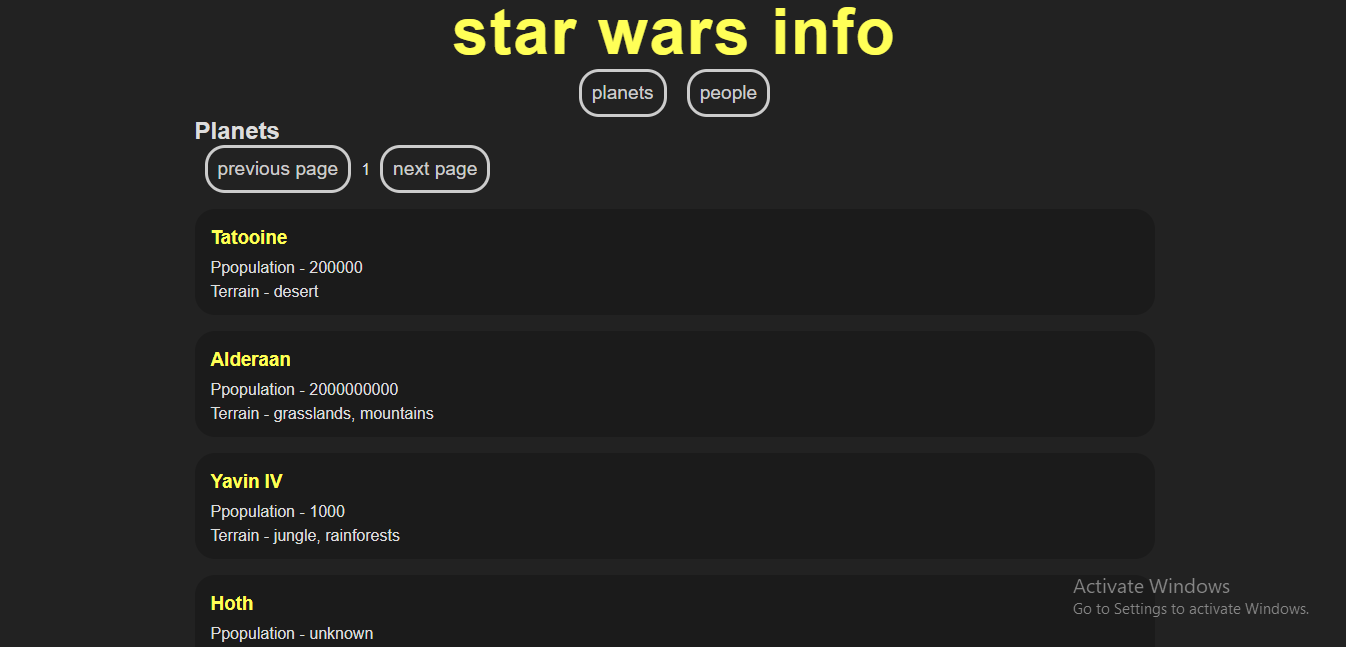 star wars info
planets people
Planets
previous page 1 next page
Tatooine
Ppopulation - 200000
Terrain - desert
Alderaan
Ppopulation - 2000000000
Terrain - grasslands, mountains
Yavin IV
Ppopulation - 1000
Terrain - jungle, rainforests
Hoth
Ppopulation - unknown
Activate Windows
Go to Settings to activate Windows.